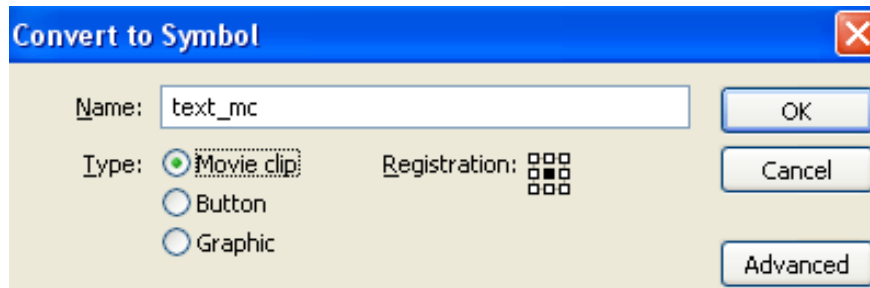 Convert to Symbol
Name: text_mc OK
Type: Movie clip Registration: Cancel
Button
Graphic
Advanced